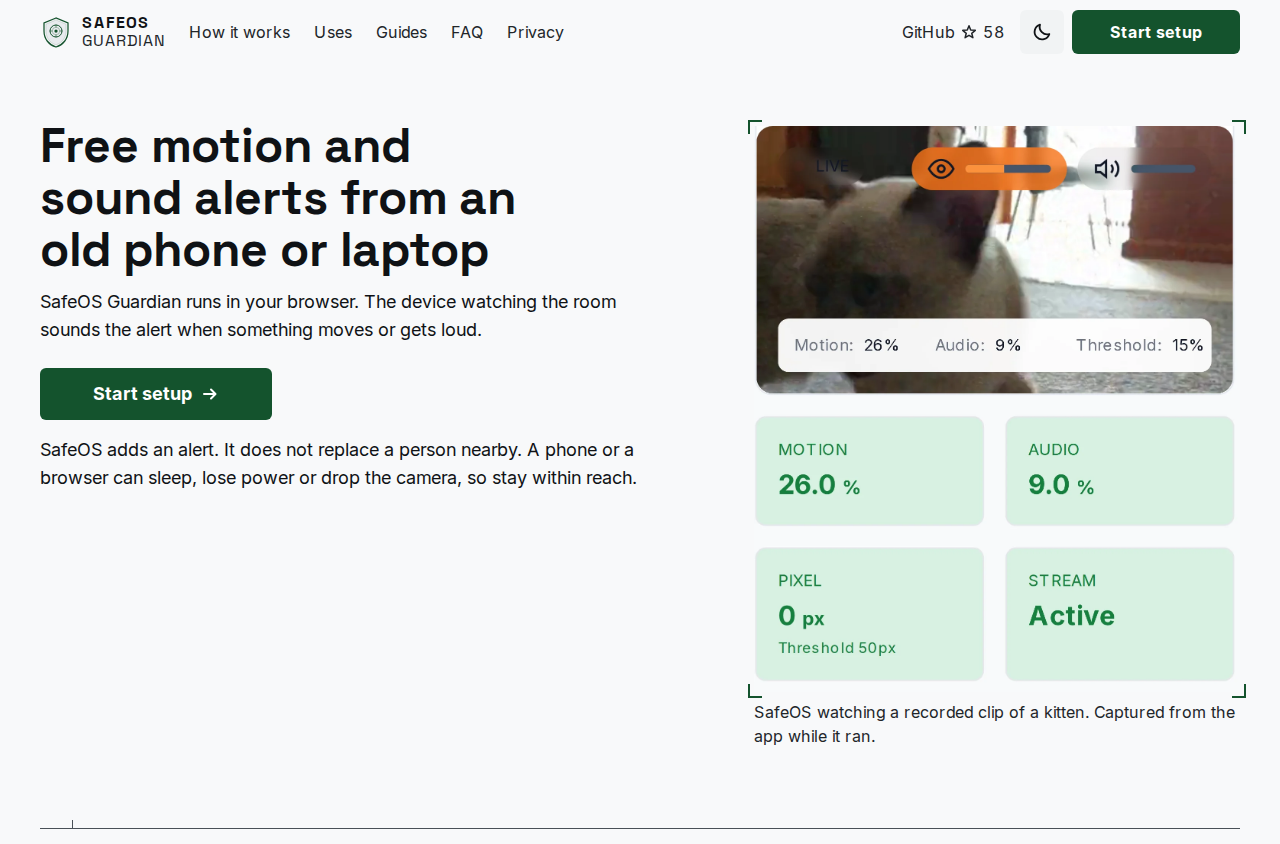 SAFEOS
GUARDIAN
How it works
Uses
Guides
FAQ
Privacy
GitHub ☆ 58
Start setup
Free motion and
sound alerts from an
old phone or laptop
SafeOS Guardian runs in your browser. The device watching the room
sounds the alert when something moves or gets loud.
Start setup →
SafeOS adds an alert. It does not replace a person nearby. A phone or a
browser can sleep, lose power or drop the camera, so stay within reach.
LIVE
Motion: 26% Audio: 9% Threshold: 15%
MOTION
26.0 %
AUDIO
9.0 %
PIXEL
0 px
Threshold 50px
STREAM
Active
SafeOS watching a recorded clip of a kitten. Captured from the
app while it ran.